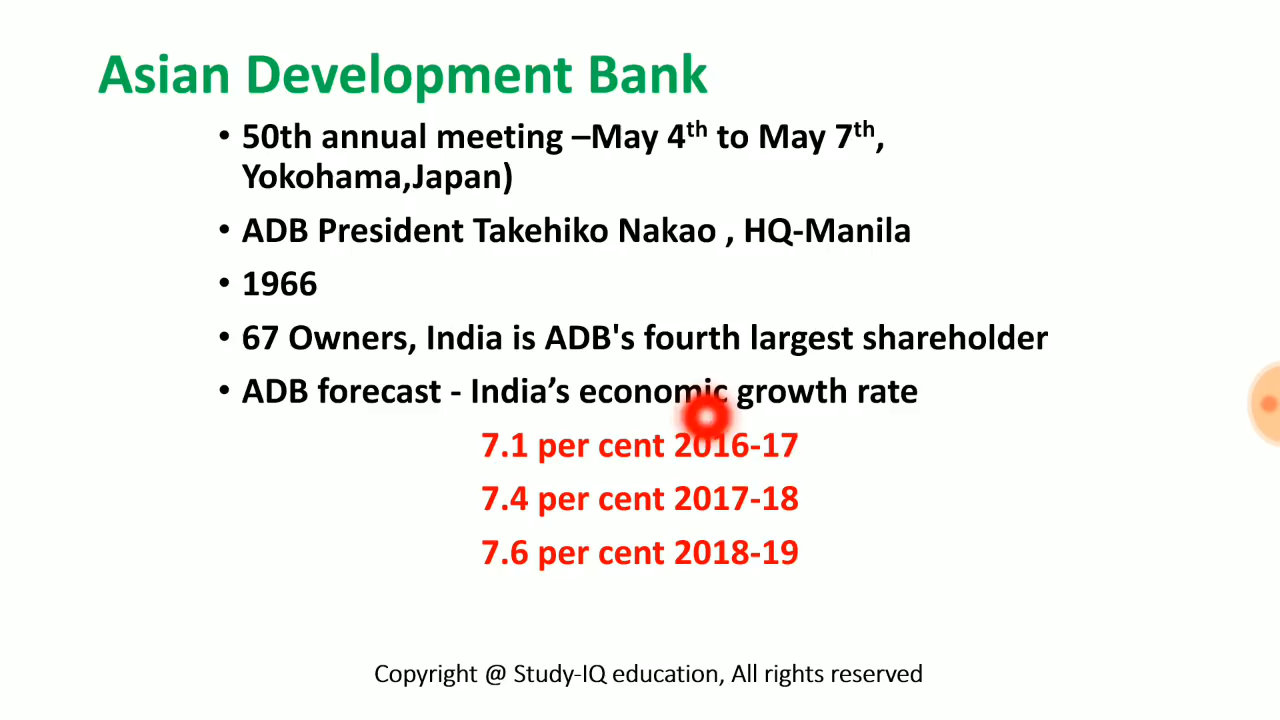 Asian Development Bank
• 50th annual meeting –May 4th to May 7th,
Yokohama,Japan)
• ADB President Takehiko Nakao , HQ-Manila
• 1966
• 67 Owners, India is ADB's fourth largest shareholder
• ADB forecast - India’s economic growth rate
7.1 per cent 2016-17
7.4 per cent 2017-18
7.6 per cent 2018-19
Copyright @ Study-IQ education, All rights reserved